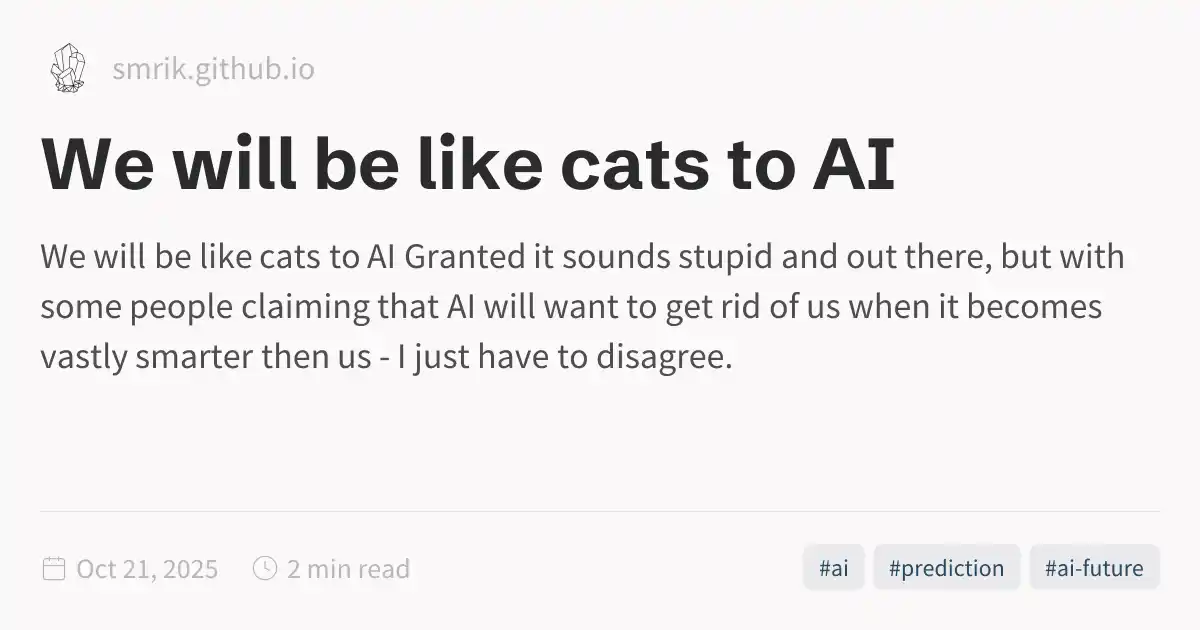 smrik.github.io
We will be like cats to AI
We will be like cats to AI Granted it sounds stupid and out there, but with
some people claiming that AI will want to get rid of us when it becomes
vastly smarter then us - I just have to disagree.
Oct 21, 2025 2 min read #ai #prediction #ai-future